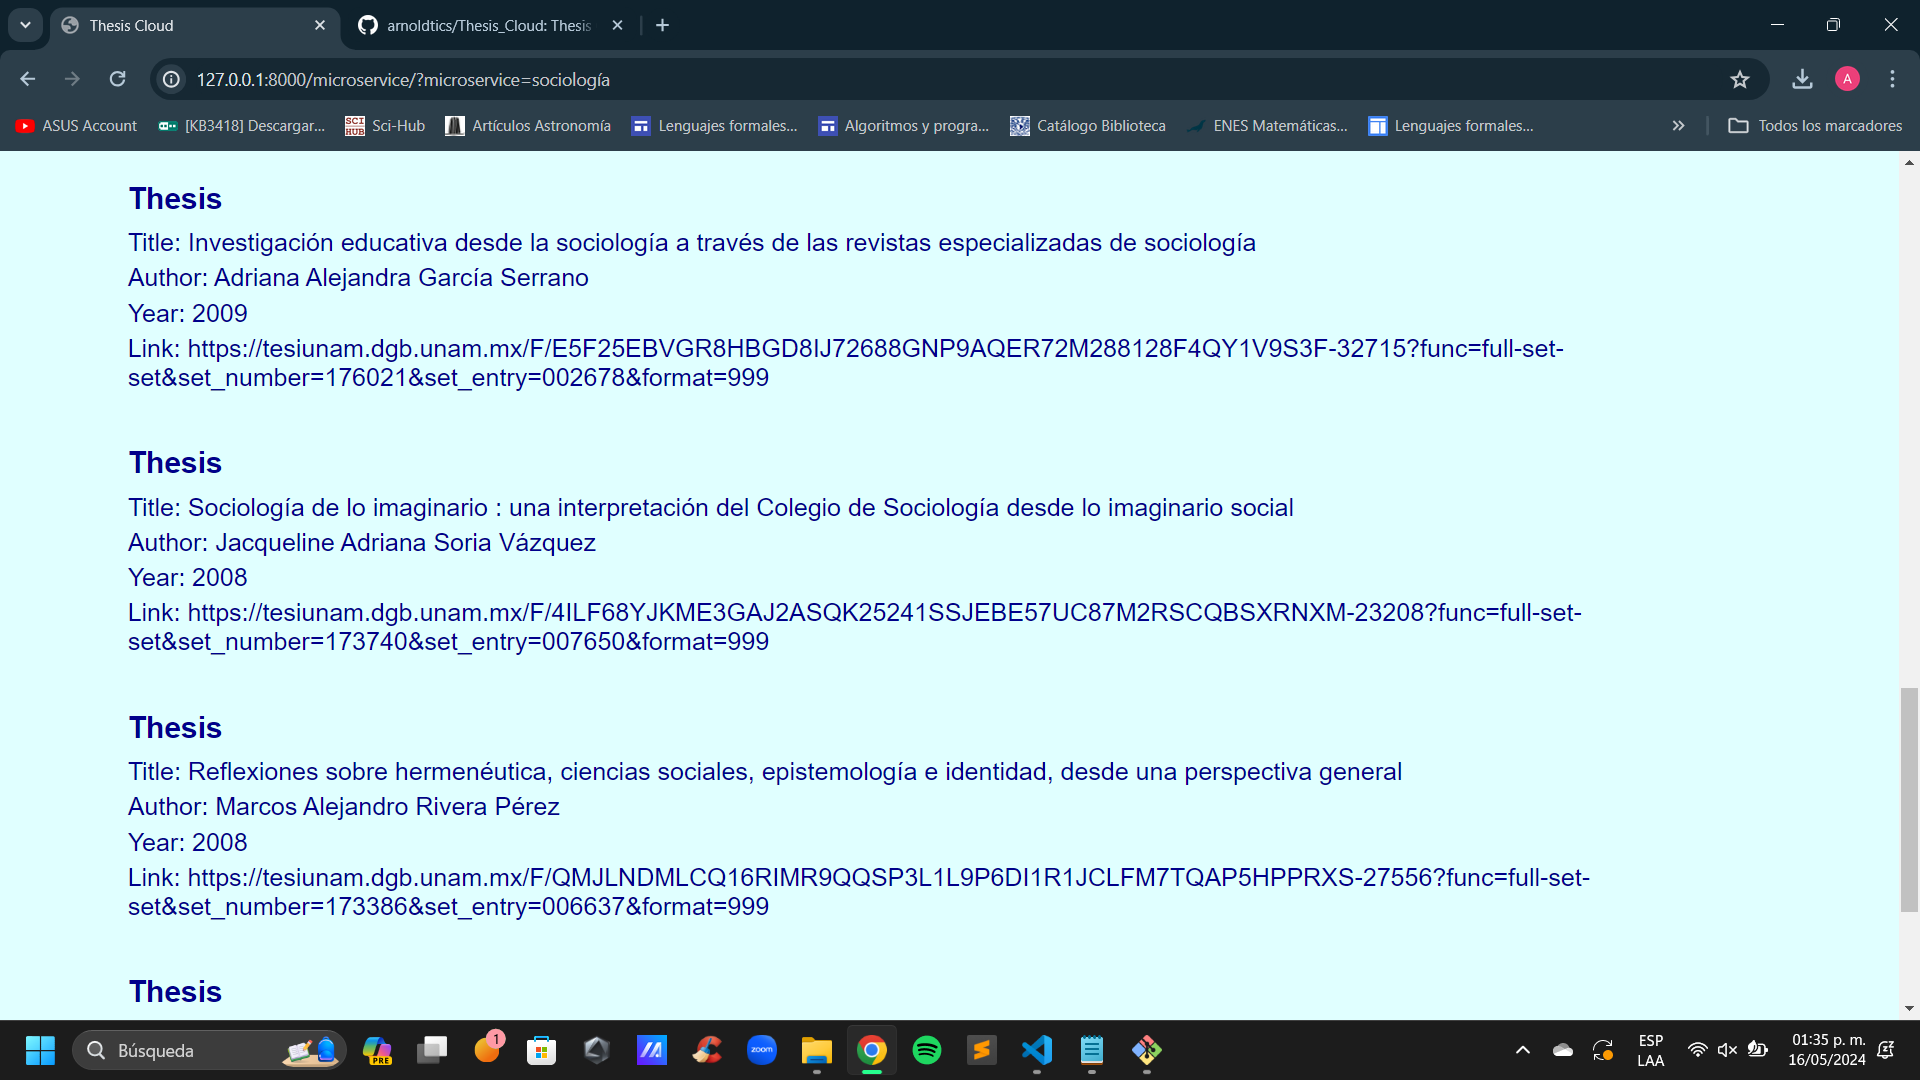 Thesis Cloud
arnoldtics/Thesis_Cloud: Thesis
127.0.0.1:8000/microservice/?microservice=sociología
A
ASUS Account
[KB3418] Descargar...
SCI HUB
Sci-Hub
Artículos Astronomía
Lenguajes formales...
Algoritmos y progra...
Catálogo Biblioteca
ENES Matemáticas...
Lenguajes formales...
Todos los marcadores
Thesis
Title: Investigación educativa desde la sociología a través de las revistas especializadas de sociología
Author: Adriana Alejandra García Serrano
Year: 2009
Link: https://tesiunam.dgb.unam.mx/F/E5F25EBVGR8HBGD8IJ72688GNP9AQER72M288128F4QY1V9S3F-32715?func=full-set-
set&set_number=176021&set_entry=002678&format=999
Thesis
Title: Sociología de lo imaginario : una interpretación del Colegio de Sociología desde lo imaginario social
Author: Jacqueline Adriana Soria Vázquez
Year: 2008
Link: https://tesiunam.dgb.unam.mx/F/4ILF68YJKME3GAJ2ASQK25241SSJEBE57UC87M2RSCQBSXRNXM-23208?func=full-set-
set&set_number=173740&set_entry=007650&format=999
Thesis
Title: Reflexiones sobre hermenéutica, ciencias sociales, epistemología e identidad, desde una perspectiva general
Author: Marcos Alejandro Rivera Pérez
Year: 2008
Link: https://tesiunam.dgb.unam.mx/F/QMJLNDMLCQ16RIMR9QQSP3L1L9P6DI1R1JCLFM7TQAP5HPPRXS-27556?func=full-set-
set&set_number=173386&set_entry=006637&format=999
Thesis
Búsqueda
PRE
1
zoom
ESP
LAA
01:35 p. m.
16/05/2024